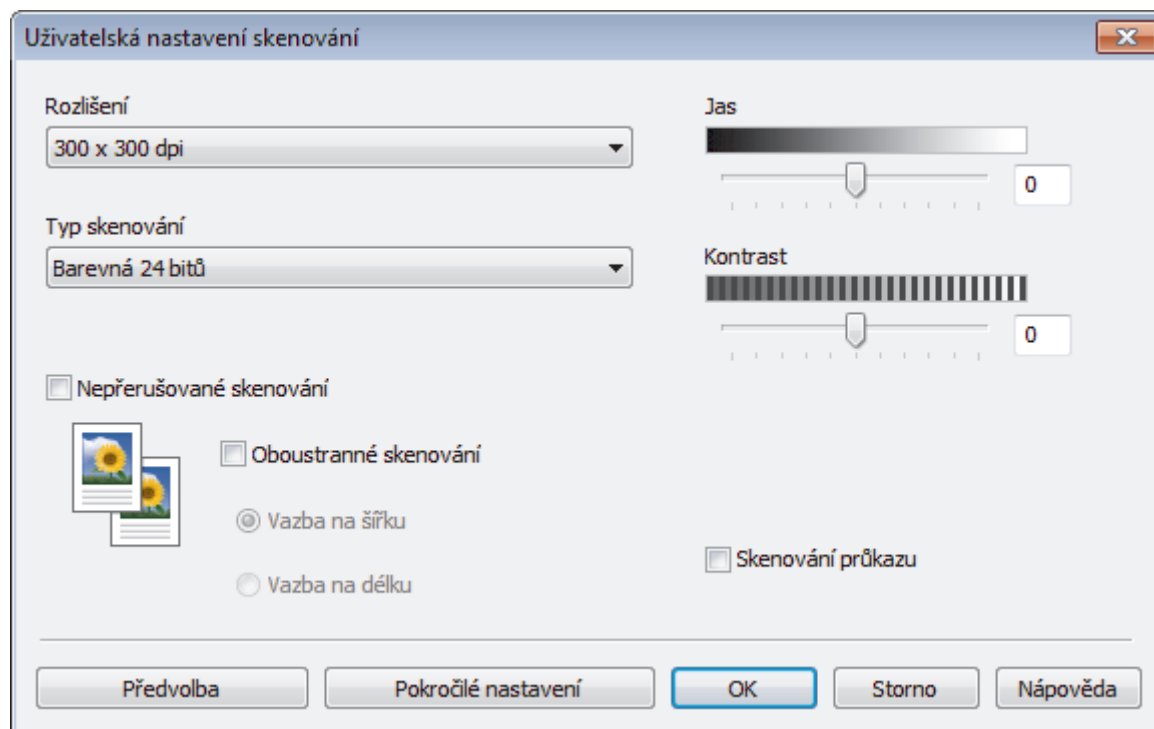 Uživatelská nastavení skenování
Rozlišení
300 x 300 dpi
Typ skenování
Barevná 24 bitů
Jas
0
Kontrast
0
Nepřerušované skenování
Oboustranné skenování
Vazba na šířku
Vazba na délku
Skenování průkazu
Předvolba
Pokročilé nastavení
OK
Storno
Nápověda